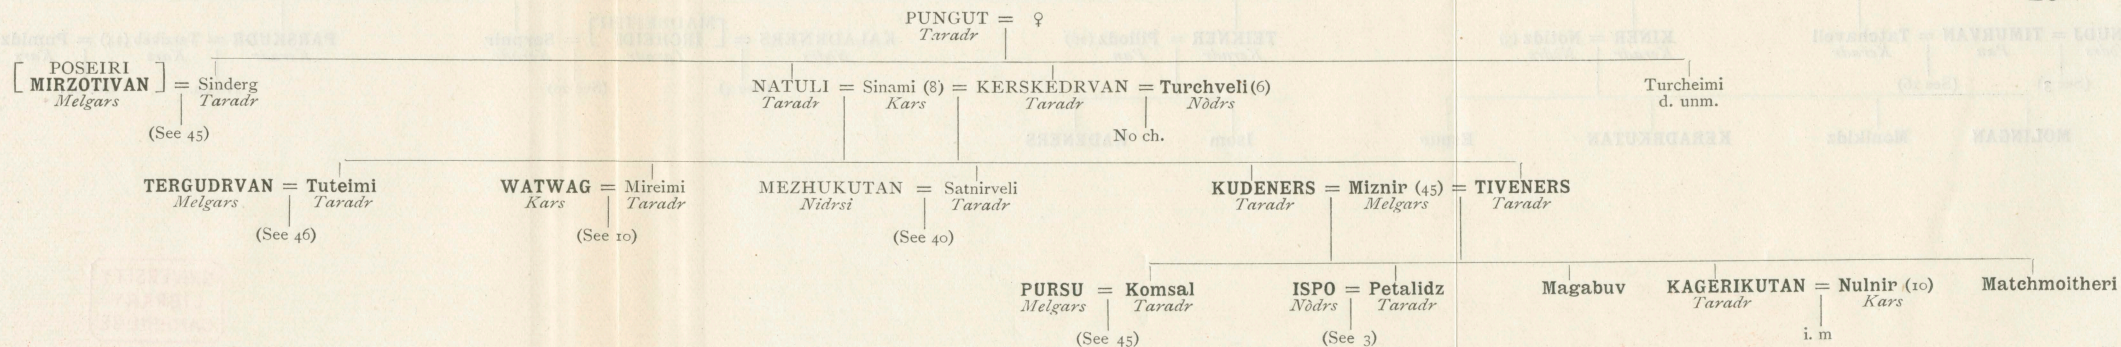 PUNGUT = ♀
Taradr
[ POSEIRI MIRZOTIVAN ] = Sinderg
Melgars Taradr
(See 45)
NATULI = Sinami (8) = KERSKEDRVAN = Turchveli (6)
Taradr Kars Taradr Nòdrs
No ch.
Turcheimi
d. unm.
TERGUDRVAN = Tuteimi
Melgars Taradr
(See 46)
WATWAG = Mireimi
Kars Taradr
(See 10)
MEZHUKUTAN = Satnirveli
Nidrsi Taradr
(See 40)
KUDENERS = Miznir (45) = TIVENERS
Taradr Melgars Taradr
PURSU = Komsal
Melgars Taradr
(See 45)
ISPO = Petalidz
Nòdrs Taradr
(See 3)
Magabuv
KAGERIKUTAN = Nulnir (10)
Taradr Kars
i. m
Matchmoitheri